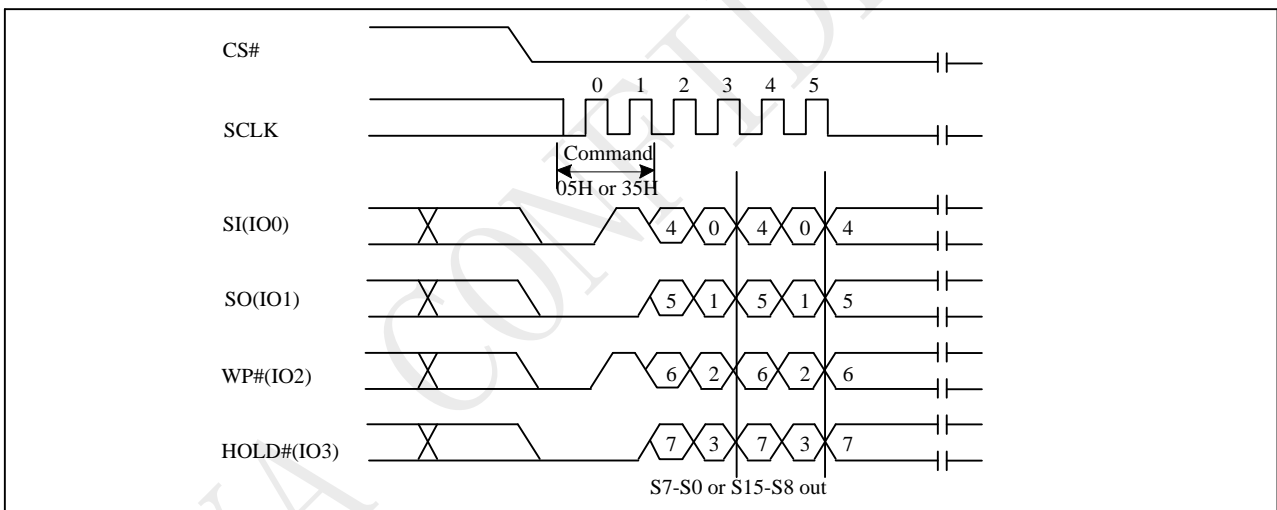 CS#
0 1 2 3 4 5
SCLK
Command
05H or 35H
SI(IO0) 4 0 4 0 4
SO(IO1) 5 1 5 1 5
WP#(IO2) 6 2 6 2 6
HOLD#(IO3) 7 3 7 3 7
S7-S0 or S15-S8 out